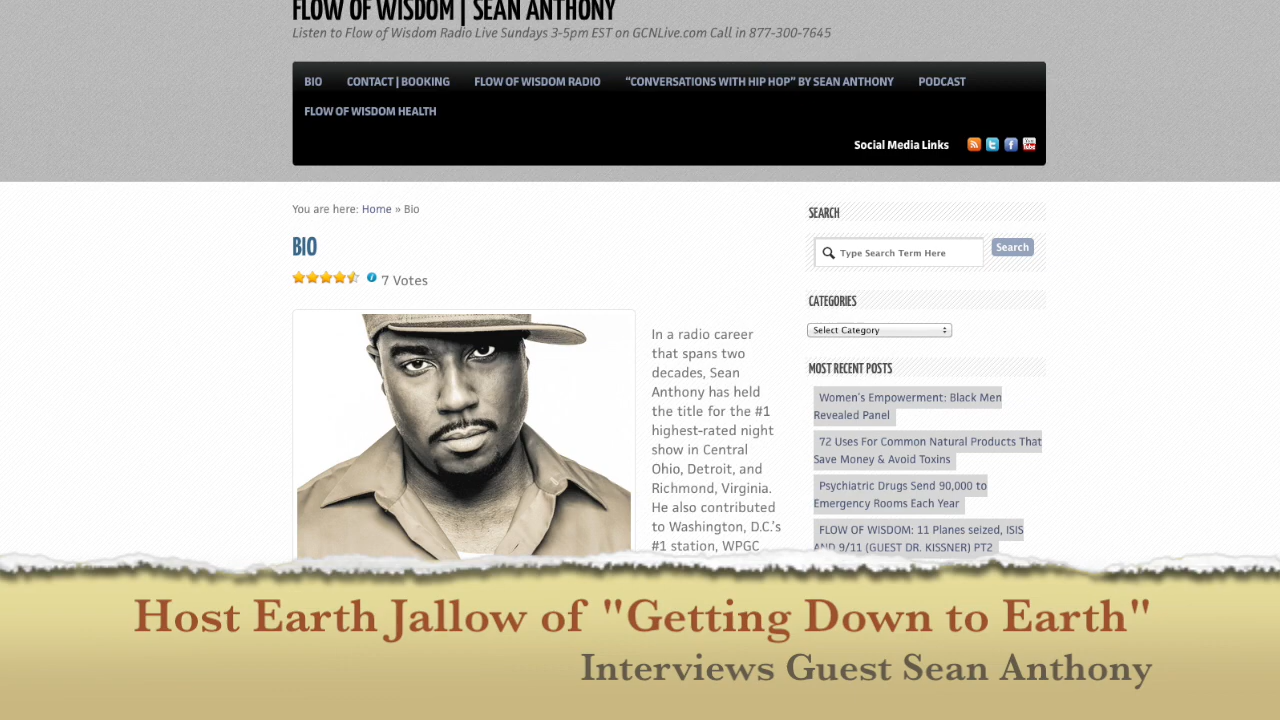 FLOW OF WISDOM | SEAN ANTHONY
Listen to Flow of Wisdom Radio Live Sundays 3-5pm EST on GCNLive.com Call in 877-300-7645
BIO CONTACT | BOOKING FLOW OF WISDOM RADIO “CONVERSATIONS WITH HIP HOP” BY SEAN ANTHONY PODCAST
FLOW OF WISDOM HEALTH
Social Media Links
You Tube
You are here: Home » Bio
BIO
7 Votes
In a radio career
that spans two
decades, Sean
Anthony has held
the title for the #1
highest-rated night
show in Central
Ohio, Detroit, and
Richmond, Virginia.
He also contributed
to Washington, D.C.’s
#1 station, WPGC
SEARCH
Type Search Term Here
Search
CATEGORIES
Select Category
MOST RECENT POSTS
Women’s Empowerment: Black Men
Revealed Panel
72 Uses For Common Natural Products That
Save Money & Avoid Toxins
Psychiatric Drugs Send 90,000 to
Emergency Rooms Each Year
FLOW OF WISDOM: 11 Planes seized, ISIS
AND 9/11 (GUEST DR. KISSNER) PT2
Host Earth Jallow of "Getting Down to Earth"
Interviews Guest Sean Anthony